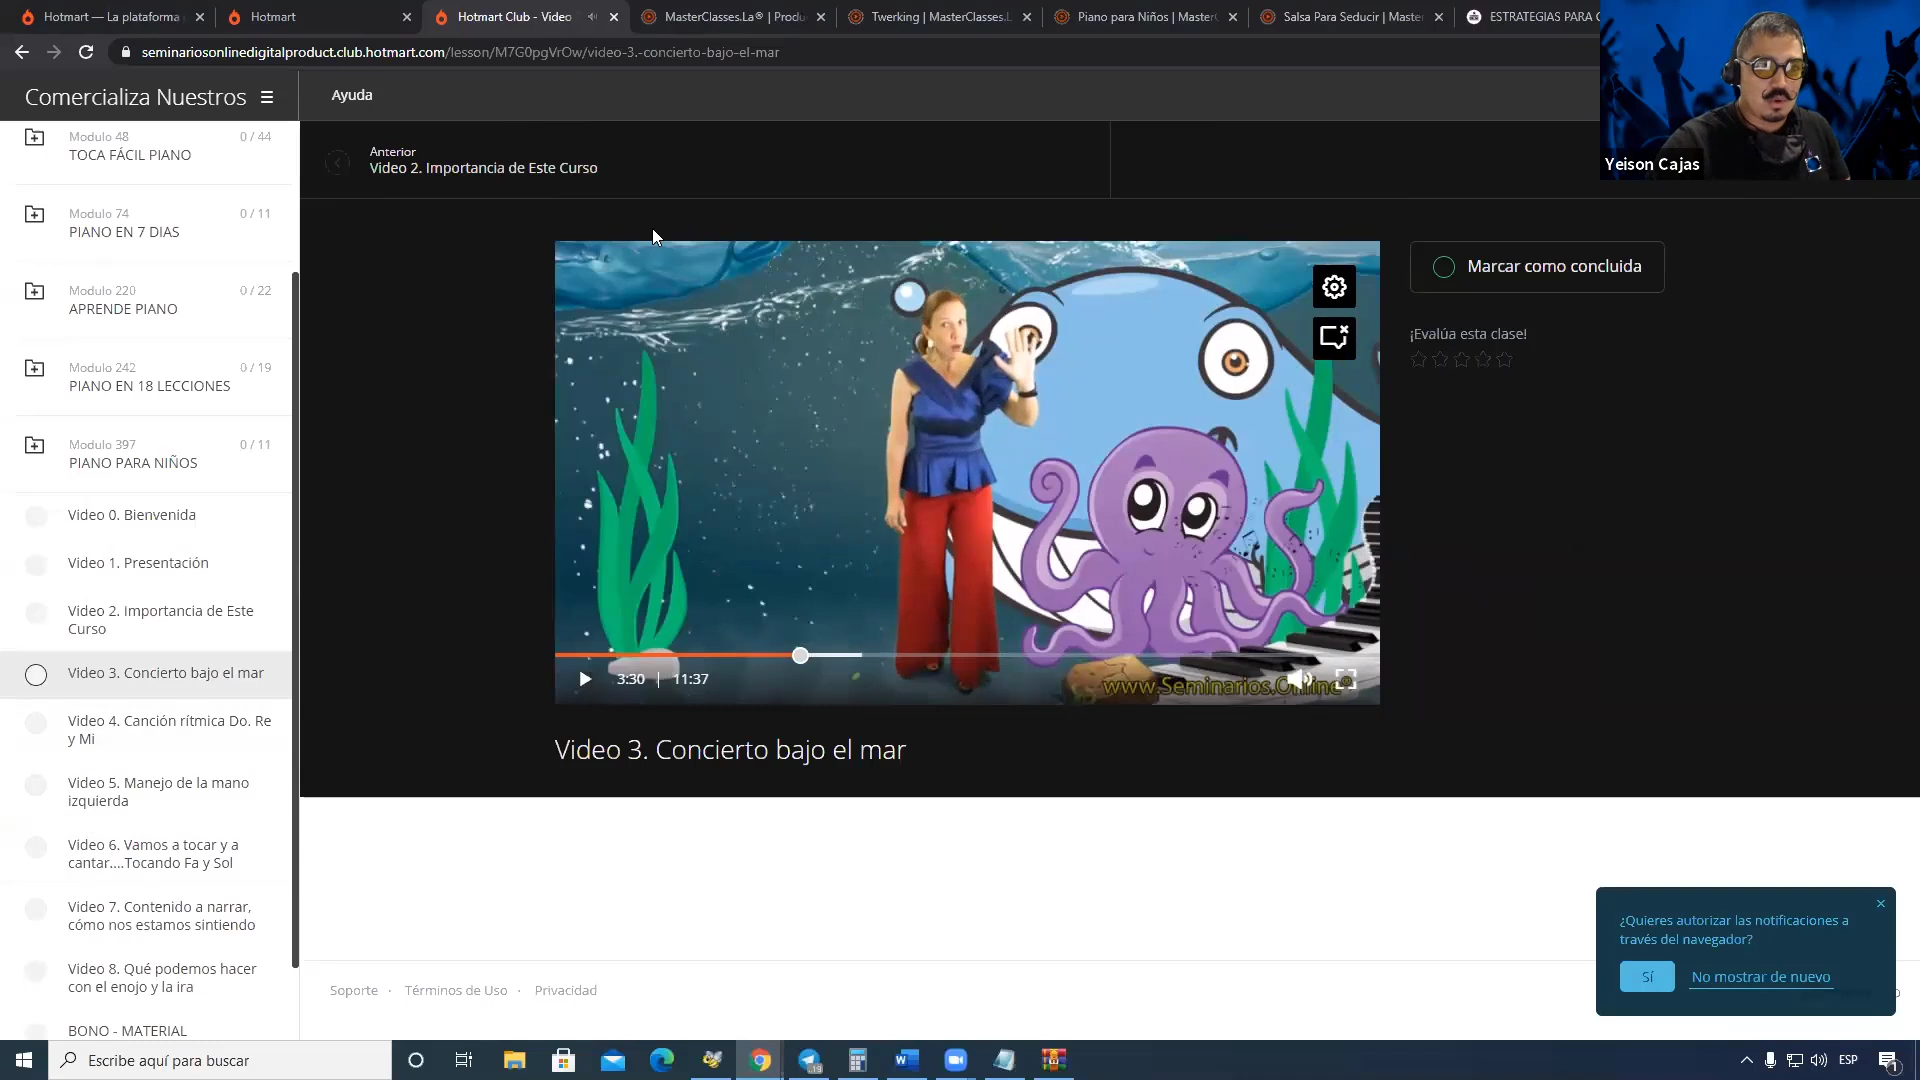 Hotmart — La plataforma
Hotmart
Hotmart Club - Video
MasterClasses.La® | Produ
Twerking | MasterClasses.L
Piano para Niños | Master
Salsa Para Seducir | Master
ESTRATEGIAS PARA
seminariosonlinedigitalproduct.club.hotmart.com/lesson/M7G0pgVrOw/video-3.-concierto-bajo-el-mar
Comercializa Nuestros
Ayuda
Yeison Cajas
Anterior
Video 2. Importancia de Este Curso
Modulo 48
0 / 44
TOCA FÁCIL PIANO
Modulo 74
0 / 11
PIANO EN 7 DIAS
Modulo 220
0 / 22
APRENDE PIANO
Modulo 242
0 / 19
PIANO EN 18 LECCIONES
Modulo 397
0 / 11
PIANO PARA NIÑOS
Video 0. Bienvenida
Video 1. Presentación
Video 2. Importancia de Este
Curso
Video 3. Concierto bajo el mar
Video 4. Canción rítmica Do. Re
y Mi
Video 5. Manejo de la mano
izquierda
Video 6. Vamos a tocar y a
cantar....Tocando Fa y Sol
Video 7. Contenido a narrar,
cómo nos estamos sintiendo
Video 8. Qué podemos hacer
con el enojo y la ira
BONO - MATERIAL
Marcar como concluida
¡Evalúa esta clase!
3:30 | 11:37
www.Seminarios.Online®
Video 3. Concierto bajo el mar
¿Quieres autorizar las notificaciones a
través del navegador?
Sí
No mostrar de nuevo
Soporte · Términos de Uso · Privacidad
Escribe aquí para buscar
19
ESP
1